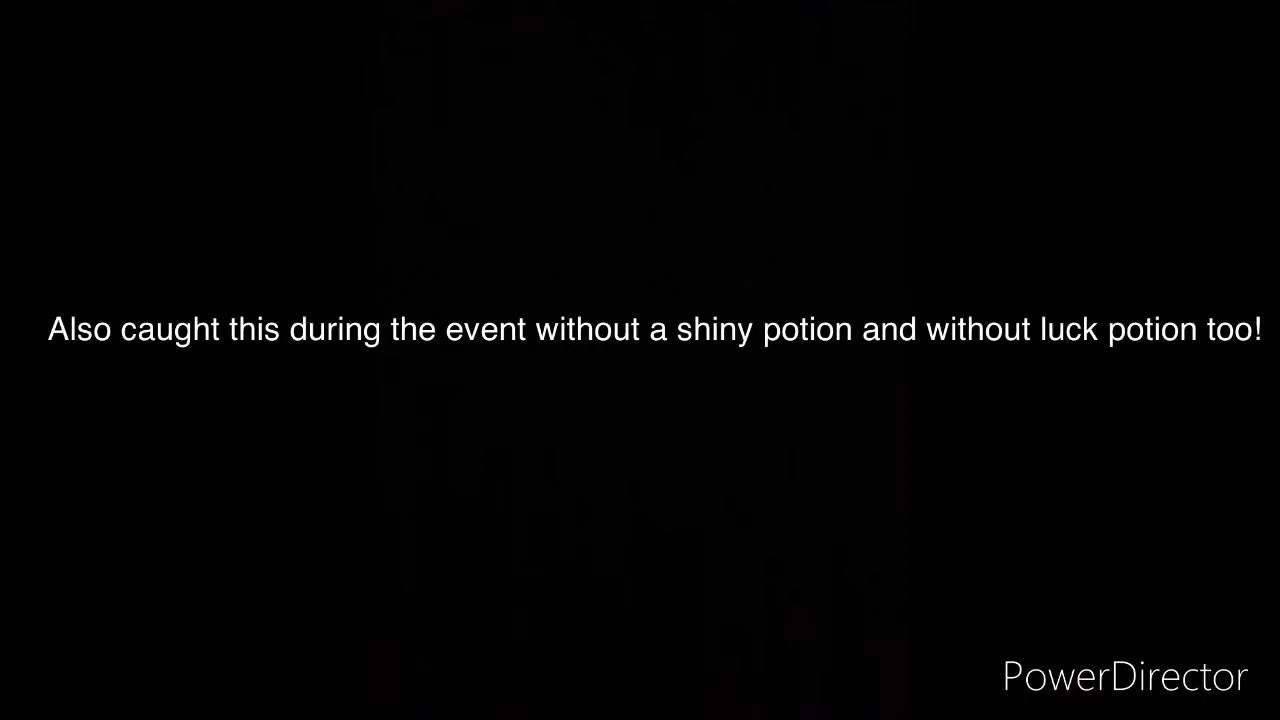 Also caught this during the event without a shiny potion and without luck potion too!
PowerDirector